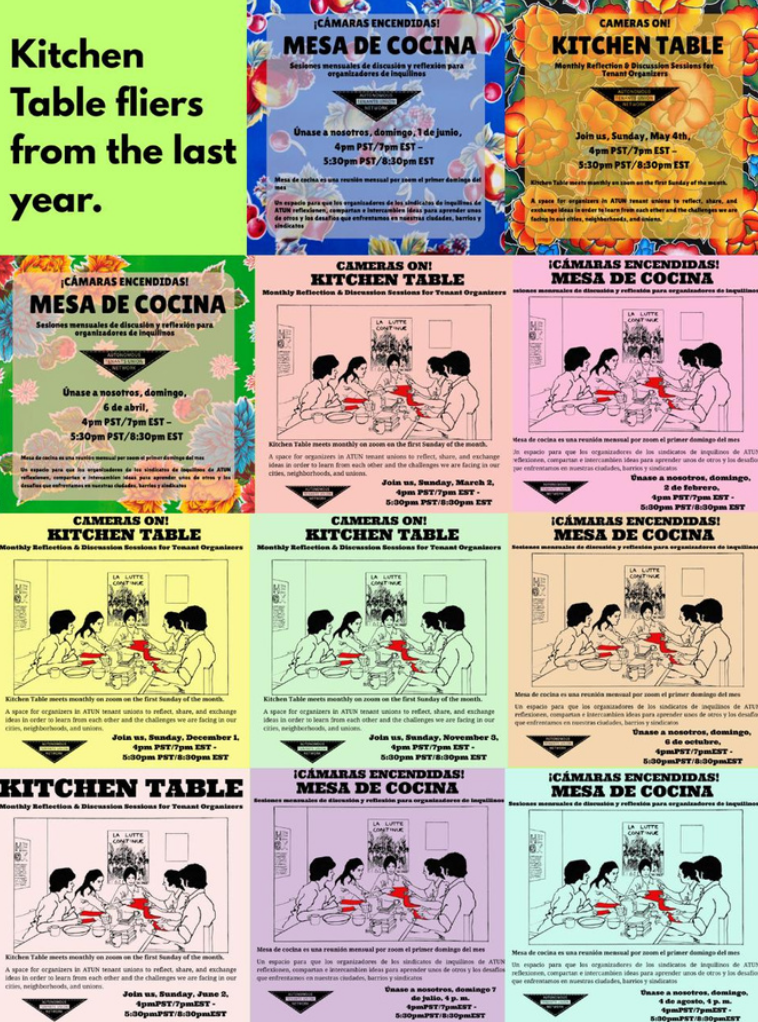 Kitchen
Table fliers
from the last
year.
¡CÁMARAS ENCENDIDAS!
MESA DE COCINA
Sesiones mensuales de discusión y reflexión para
organizadores de inquilinos
AUTONOMOUS
TENANTS UNION
NETWORK
Únase a nosotros, domingo, 1 de junio,
4pm PST/7pm EST –
5:30pm PST/8:30pm EST
Mesa de cocina es una reunión mensual por zoom el primer domingo del
mes
Un espacio para que los organizadores de los sindicatos de inquilinos de
ATUN reflexionen, compartan e intercambien ideas para aprender unos
de otros y los desafíos que enfrentamos en nuestras ciudades, barrios y
sindicatos
CAMERAS ON!
KITCHEN TABLE
Monthly Reflection & Discussion Sessions for
Tenant Organizers
AUTONOMOUS
TENANTS UNION
NETWORK
Join us, Sunday, May 4th,
4pm PST/7pm EST –
5:30pm PST/8:30pm EST
Kitchen Table meets monthly on zoom on the first Sunday of the month.
A space for organizers in ATUN tenant unions to reflect, share, and
exchange ideas in order to learn from each other and the challenges we are
facing in our cities, neighborhoods, and unions.
¡CÁMARAS ENCENDIDAS!
MESA DE COCINA
Sesiones mensuales de discusión y reflexión para
organizadores de inquilinos
AUTONOMOUS
TENANTS UNION
NETWORK
Únase a nosotros, domingo,
6 de abril,
4pm PST/7pm EST –
5:30pm PST/8:30pm EST
Mesa de cocina es una reunión mensual por zoom el primer domingo del mes
Un espacio para que los organizadores de los sindicatos de inquilinos de ATUN
reflexionen, compartan e intercambien ideas para aprender unos de otros y los
desafíos que enfrentamos en nuestras ciudades, barrios y sindicatos
CAMERAS ON!
KITCHEN TABLE
Monthly Reflection & Discussion Sessions for Tenant Organizers
LA LUTTE
CONTINUE
Kitchen Table meets monthly on zoom on the first Sunday of the month.
A space for organizers in ATUN tenant unions to reflect, share, and exchange
ideas in order to learn from each other and the challenges we are facing in our
cities, neighborhoods, and unions.
AUTONOMOUS
TENANTS UNION
NETWORK
Join us, Sunday, March 2,
4pm PST/7pm EST -
5:30pm PST/8:30pm EST
¡CÁMARAS ENCENDIDAS!
MESA DE COCINA
sesiones mensuales de discusión y reflexión para organizadores de inquilinos
LA LUTTE
CONTINUE
Mesa de cocina es una reunión mensual por zoom el primer domingo del mes
Un espacio para que los organizadores de los sindicatos de inquilinos de ATUN
reflexionen, compartan e intercambien ideas para aprender unos de otros y los desafíos
que enfrentamos en nuestras ciudades, barrios y sindicatos
Únase a nosotros, domingo,
2 de febrero,
4pm PST/7pm EST -
5:30pm PST/8:30pm EST
CAMERAS ON!
KITCHEN TABLE
Monthly Reflection & Discussion Sessions for Tenant Organizers
LA LUTTE
CONTINUE
Kitchen Table meets monthly on zoom on the first Sunday of the month.
A space for organizers in ATUN tenant unions to reflect, share, and exchange
ideas in order to learn from each other and the challenges we are facing in our
cities, neighborhoods, and unions.
AUTONOMOUS
TENANTS UNION
NETWORK
Join us, Sunday, December 1,
4pm PST/7pm EST -
5:30pm PST/8:30pm EST
CAMERAS ON!
KITCHEN TABLE
Monthly Reflection & Discussion Sessions for Tenant Organizers
LA LUTTE
CONTINUE
Kitchen Table meets monthly on zoom on the first Sunday of the month.
A space for organizers in ATUN tenant unions to reflect, share, and exchange
ideas in order to learn from each other and the challenges we are facing in our
cities, neighborhoods, and unions.
AUTONOMOUS
TENANTS UNION
NETWORK
Join us, Sunday, November 3,
4pm PST/7pm EST -
5:30pm PST/8:30pm EST
¡CÁMARAS ENCENDIDAS!
MESA DE COCINA
Sesiones mensuales de discusión y reflexión para organizadores de inquilinos
LA LUTTE
CONTINUE
Mesa de cocina es una reunión mensual por zoom el primer domingo del mes
Un espacio para que los organizadores de los sindicatos de inquilinos de ATUN
reflexionen, compartan e intercambien ideas para aprender unos de otros y los desafíos
que enfrentamos en nuestras ciudades, barrios y sindicatos
Únase a nosotros, domingo,
6 de octubre,
4pmPST/7pmEST -
5:30pmPST/8:30pmEST
KITCHEN TABLE
Monthly Reflection & Discussion Sessions for Tenant Organizers
LA LUTTE
CONTINUE
Kitchen Table meets monthly on zoom on the first Sunday of the month.
A space for organizers in ATUN tenant unions to reflect, share, and exchange
ideas in order to learn from each other and the challenges we are facing in our
cities, neighborhoods, and unions.
AUTONOMOUS
TENANTS UNION
NETWORK
Join us, Sunday, June 2,
4pmPST/7pmEST -
5:30pmPST/8:30pmEST
¡CÁMARAS ENCENDIDAS!
MESA DE COCINA
Sesiones mensuales de discusión y reflexión para organizadores de inquilinos
LA LUTTE
CONTINUE
Mesa de cocina es una reunión mensual por zoom el primer domingo del mes
Un espacio para que los organizadores de los sindicatos de inquilinos de ATUN
reflexionen, compartan e intercambien ideas para aprender unos de otros y los desafíos
que enfrentamos en nuestras ciudades, barrios y sindicatos
Únase a nosotros, domingo 7
de julio, 4 p. m.
4pmPST/7pmEST -
5:30pmPST/8:30pmEST
¡CÁMARAS ENCENDIDAS!
MESA DE COCINA
Sesiones mensuales de discusión y reflexión para organizadores de inquilinos
LA LUTTE
CONTINUE
Mesa de cocina es una reunión mensual por zoom el primer domingo del mes
Un espacio para que los organizadores de los sindicatos de inquilinos de ATUN
reflexionen, compartan e intercambien ideas para aprender unos de otros y los desafíos
que enfrentamos en nuestras ciudades, barrios y sindicatos
Únase a nosotros, domingo,
4 de agosto, 4 p. m.
4pmPST/7pmEST -
5:30pmPST/8:30pmEST